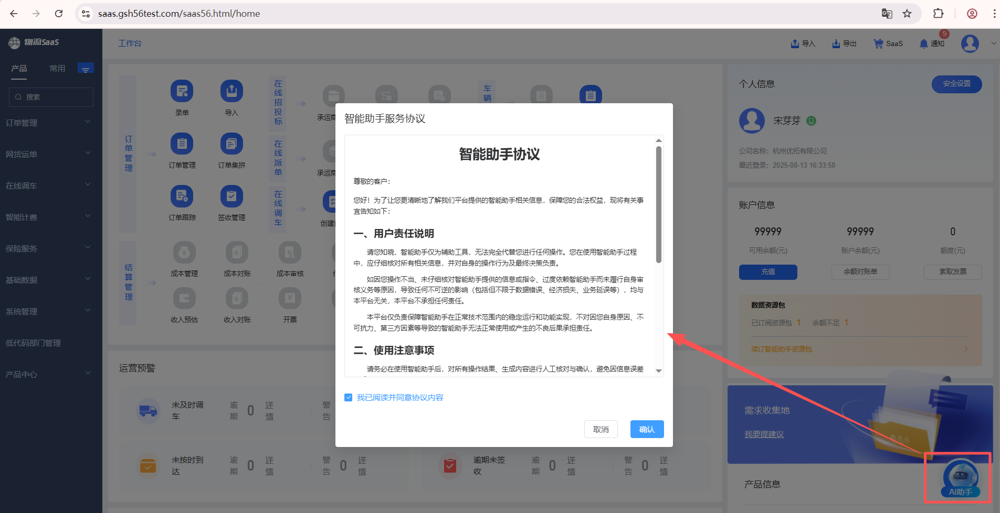 saas.gsh56test.com/saas56.html/home
物流SaaS
产品
常用
搜索
订单管理
网货运单
在线调车
智能计费
保险服务
基础数据
系统管理
低代码部门管理
产品中心
工作台
导入
导出
SaaS
通知
9
订单管理
录单
导入
订单管理
订单集拼
订单跟踪
签收管理
在线招投标
承运商
在线派单
承运商
在线调车
车辆
结算管理
成本管理
成本对账
成本审核
收入预估
收入对账
开票
运营预警
未及时调车
逾期
0
详情
警告
未按时到达
逾期
0
详情
警告
0
详情
逾期未签收
逾期
0
详情
警告
0
详情
智能助手服务协议
智能助手协议
尊敬的客户：
您好！为了让您更清晰地了解我们平台提供的智能助手相关信息，保障您的合法权益，现将有关事
宜告知如下：
一、用户责任说明
请您知晓，智能助手仅为辅助工具，无法完全代替您进行任何操作。您在使用智能助手过程
中，应仔细核对所有相关信息，并对自身的操作行为及最终决策负责。
如因您操作不当、未仔细核对智能助手提供的信息或指令、过度依赖智能助手而未履行自身审
核义务等原因，导致任何不可逆的影响（包括但不限于数据错误、经济损失、业务延误等），均与
本平台无关，本平台不承担任何责任。
本平台仅负责保障智能助手在正常技术范围内的稳定运行和功能实现，不对因您自身原因、不
可抗力、第三方因素等导致的智能助手无法正常使用或产生的不良后果承担责任。
二、使用注意事项
请务必在使用智能助手后，对所有操作结果、生成内容进行人工核对与确认，避免因信息误差
我已阅读并同意协议内容
取消
确认
个人信息
安全设置
宋芽芽
公司名称：杭州优拓有限公司
最近登录：2025-08-13 16:33:50
账户信息
99999
99999
0
可用余额(元)
账户余额(元)
额度(元)
充值
余额对账单
索取发票
数据资源包
已订阅资源包 1 余额不足 1
续订智能助手资源包
需求收集地
我要提建议
产品信息
AI助手